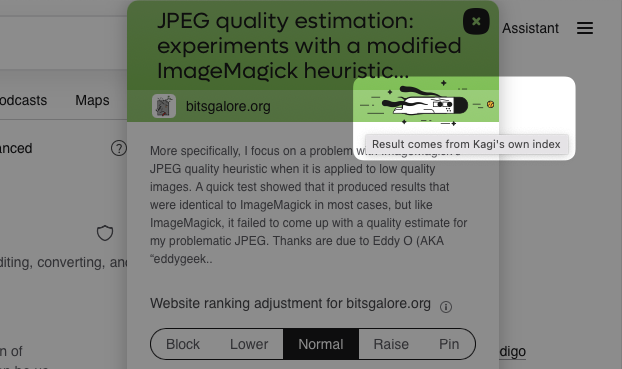 JPEG quality estimation:
experiments with a modified
ImageMagick heuristic...
Assistant
odcasts
Maps
bitsgalore.org
Result comes from Kagi's own index
anced
?
More specifically, I focus on a problem with ImageMagick's
JPEG quality heuristic when it is applied to low quality
images. A quick test showed that it produced results that
were identical to ImageMagick in most cases, but like
ImageMagick, it failed to come up with a quality estimate for
my problematic JPEG. Thanks are due to Eddy O (AKA
“eddygeek..
diting, converting, and
Website ranking adjustment for bitsgalore.org
Block Lower Normal Raise Pin
n of
digo